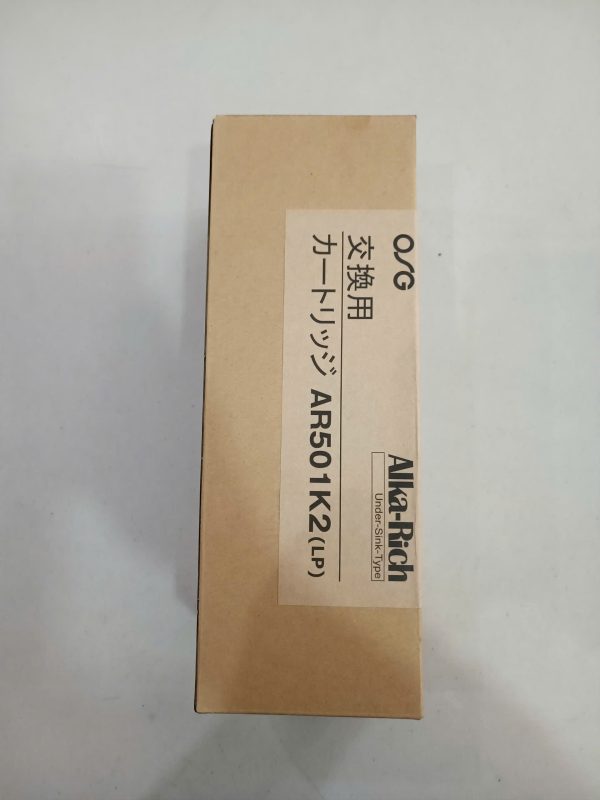 OSG
Alka-Rich
Under-Sink-Type
交換用
カートリッジ AR501K2(LP)